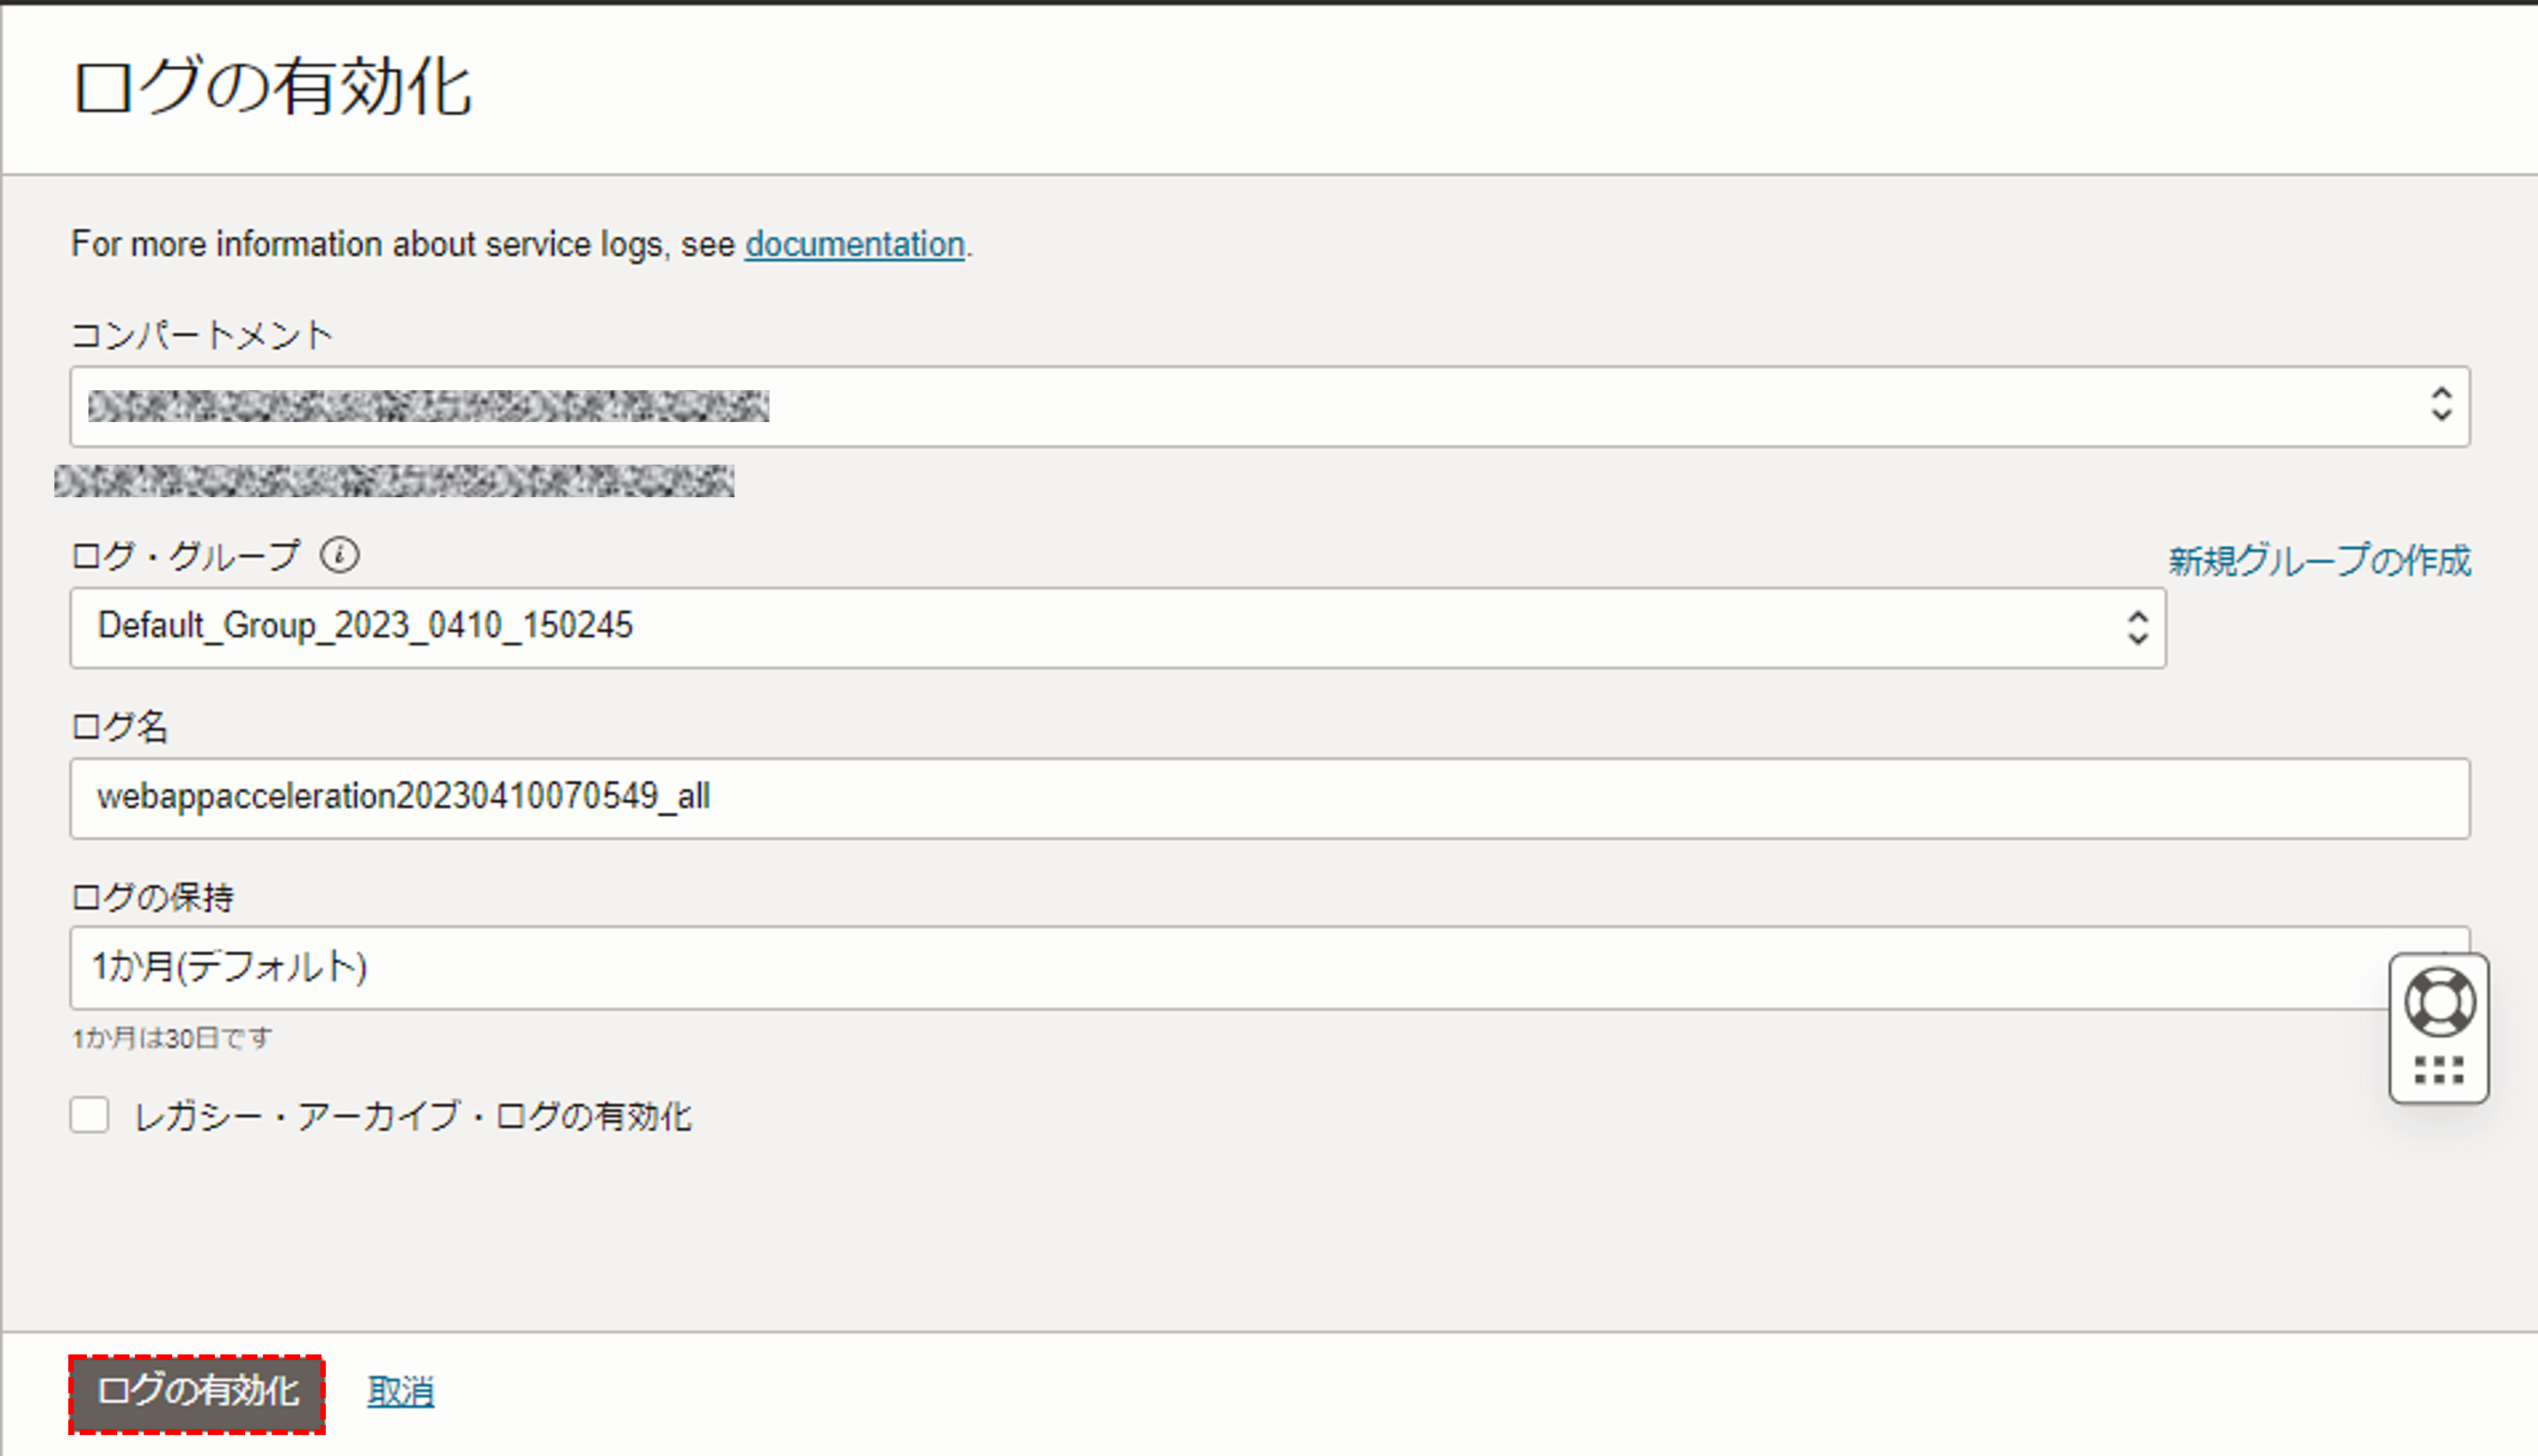 ログの有効化
For more information about service logs, see documentation.
コンパートメント
ログ・グループ
新規グループの作成
Default_Group_2023_0410_150245
ログ名
webappacceleration20230410070549_all
ログの保持
1か月(デフォルト)
1か月は30日です
レガシー・アーカイブ・ログの有効化
ログの有効化 取消